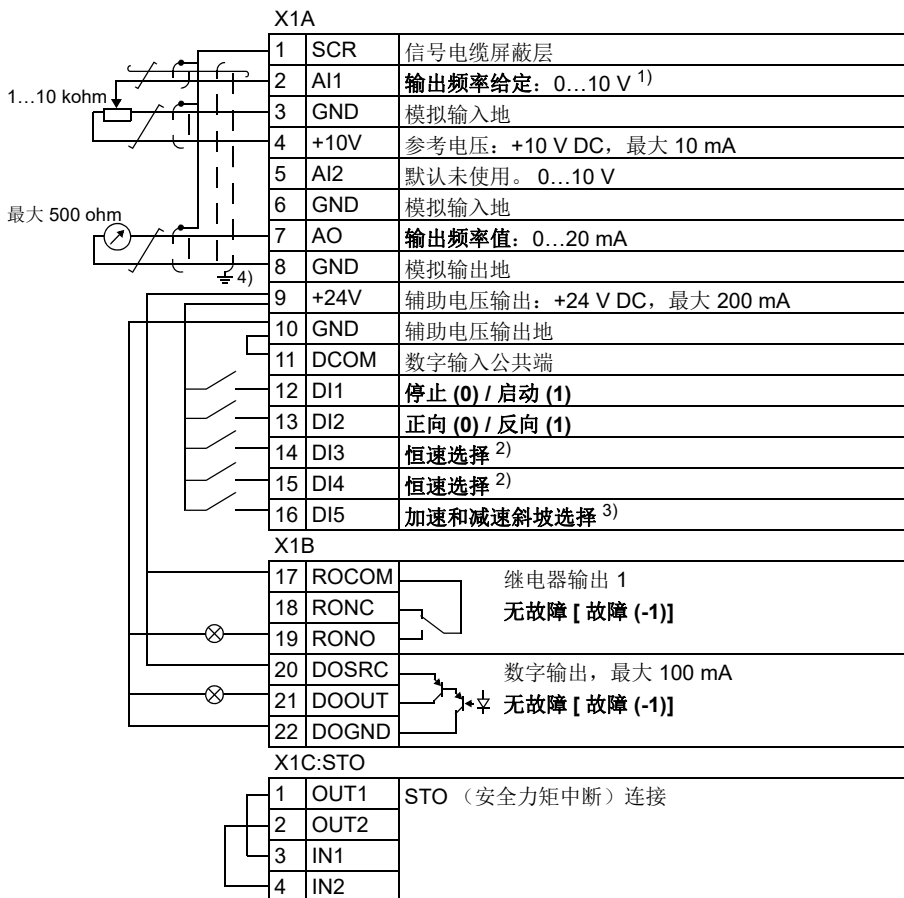 X1A
1 SCR 信号电缆屏蔽层
2 AI1 输出频率给定：0…10 V 1)
1…10 kohm
3 GND 模拟输入地
4 +10V 参考电压：+10 V DC，最大 10 mA
5 AI2 默认未使用。 0…10 V
6 GND 模拟输入地
最大 500 ohm
7 AO 输出频率值：0…20 mA
8 GND 模拟输出地
4)
9 +24V 辅助电压输出：+24 V DC，最大 200 mA
10 GND 辅助电压输出地
11 DCOM 数字输入公共端
12 DI1 停止 (0) / 启动 (1)
13 DI2 正向 (0) / 反向 (1)
14 DI3 恒速选择 2)
15 DI4 恒速选择 2)
16 DI5 加速和减速斜坡选择 3)
X1B
17 ROCOM 继电器输出 1
18 RONC 无故障 [ 故障 (-1)]
19 RONO
20 DOSRC 数字输出，最大 100 mA
21 DOOUT 无故障 [ 故障 (-1)]
22 DOGND
X1C:STO
1 OUT1 STO （安全力矩中断）连接
2 OUT2
3 IN1
4 IN2